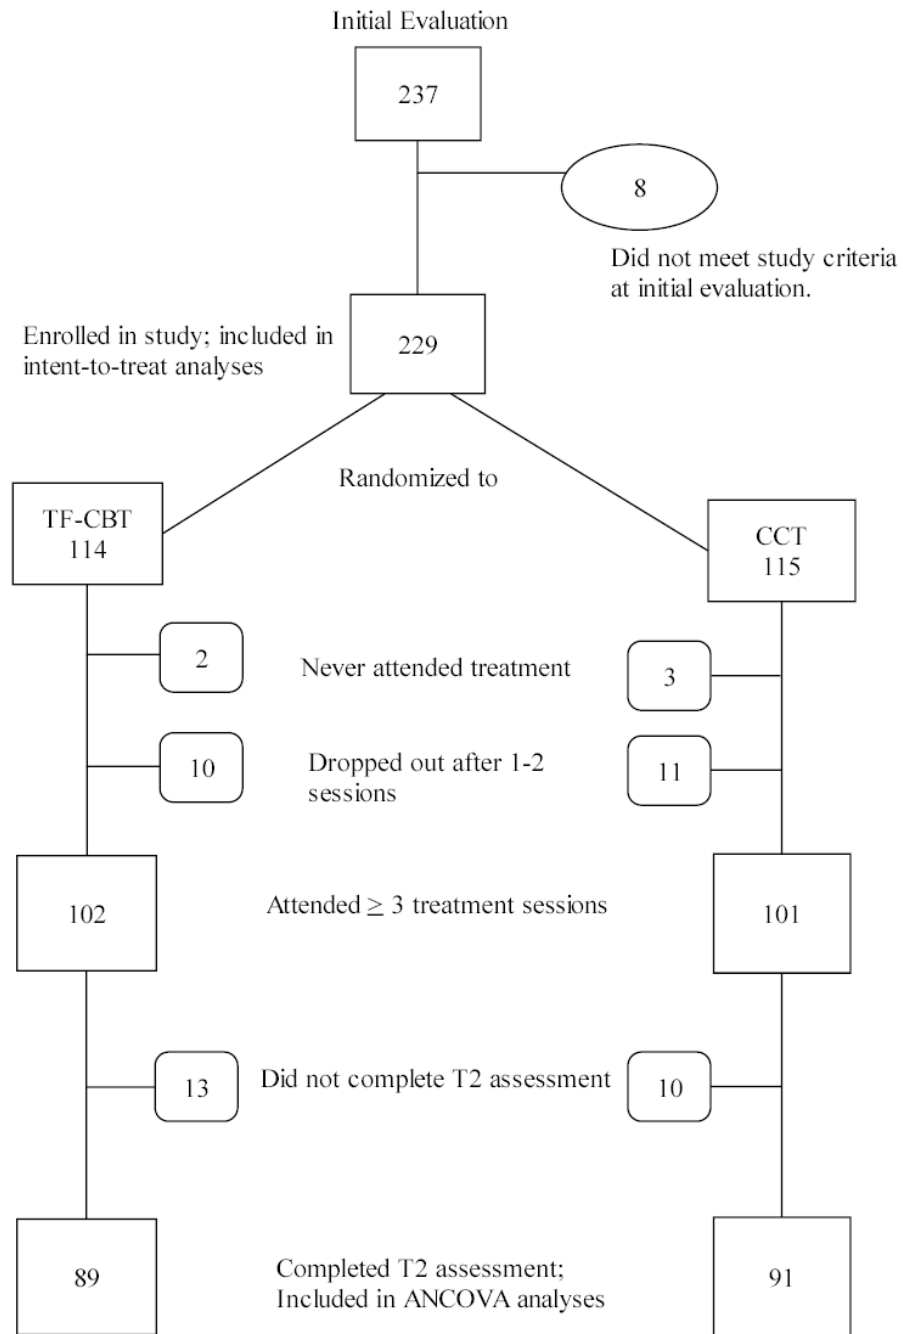 Initial Evaluation
237
8
Did not meet study criteria
at initial evaluation.
Enrolled in study; included in
intent-to-treat analyses
229
Randomized to
TF-CBT
114
CCT
115
2
Never attended treatment
3
10
Dropped out after 1-2
sessions
11
102
Attended ≥ 3 treatment sessions
101
13
Did not complete T2 assessment
10
89
Completed T2 assessment;
Included in ANCOVA analyses
91